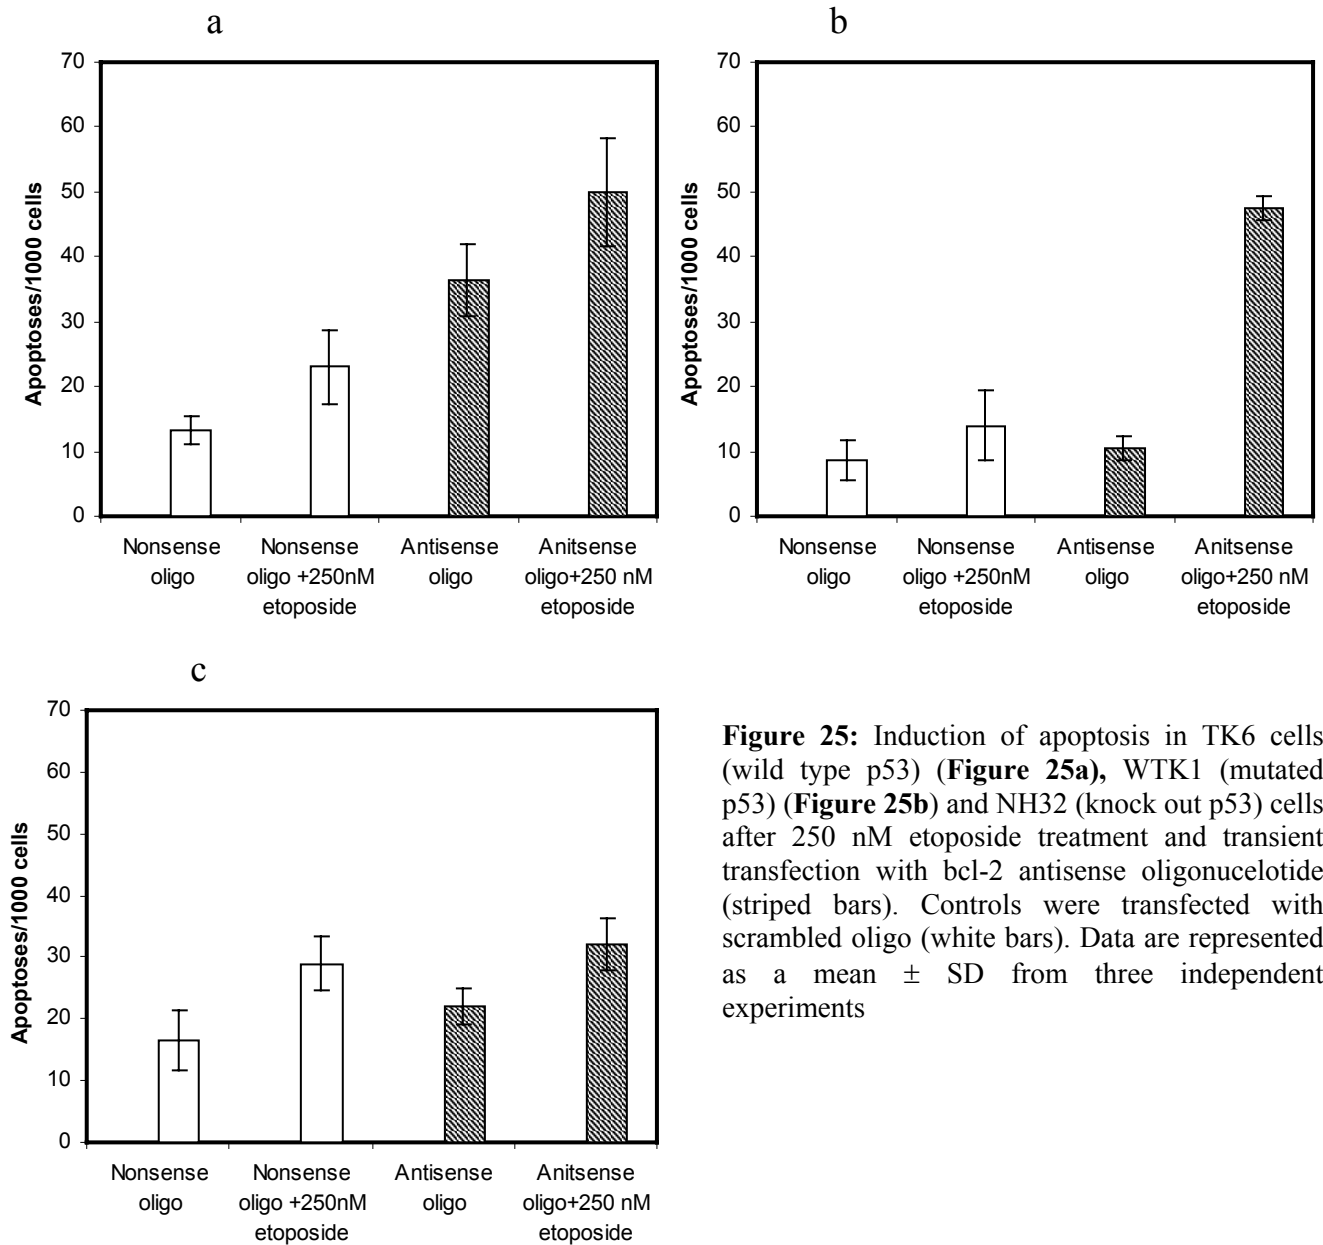 a
70
60
50
40
30
20
10
0
Apoptoses/1000 cells
Nonsense
oligo
Nonsense
oligo +250nM
etoposide
Antisense
oligo
Anitsense
oligo+250 nM
etoposide
b
70
60
50
40
30
20
10
0
Apoptoses/1000 cells
Nonsense
oligo
Nonsense
oligo +250nM
etoposide
Antisense
oligo
Anitsense
oligo+250 nM
etoposide
c
70
60
50
40
30
20
10
0
Apoptoses/1000 cells
Nonsense
oligo
Nonsense
oligo +250nM
etoposide
Antisense
oligo
Anitsense
oligo+250 nM
etoposide
Figure 25: Induction of apoptosis in TK6 cells
(wild type p53) (Figure 25a), WTK1 (mutated
p53) (Figure 25b) and NH32 (knock out p53) cells
after 250 nM etoposide treatment and transient
transfection with bcl-2 antisense oligonucelotide
(striped bars). Controls were transfected with
scrambled oligo (white bars). Data are represented
as a mean ± SD from three independent
experiments